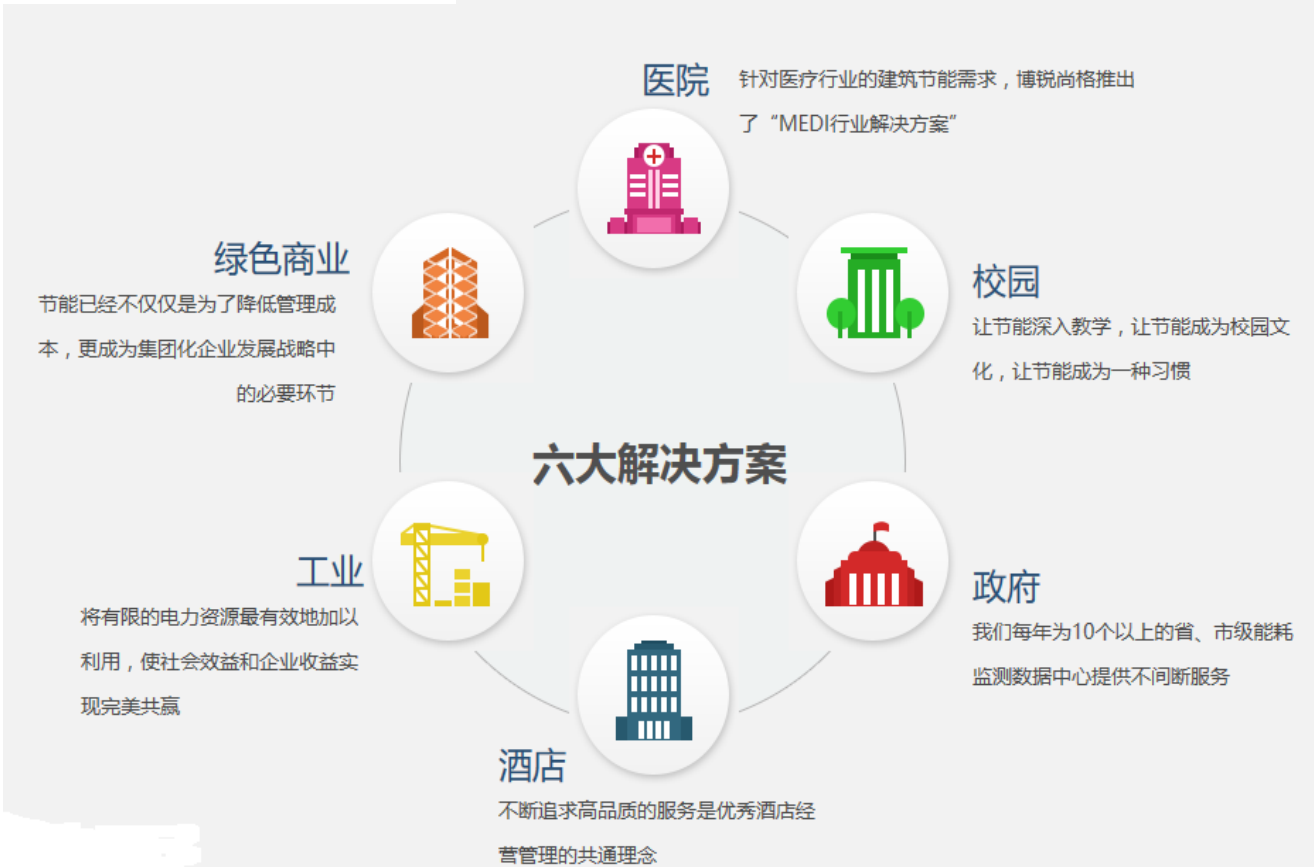 医院
针对医疗行业的建筑节能需求，博锐尚格推出
了“MEDI行业解决方案”
绿色商业
节能已经不仅仅是为了降低管理成
本，更成为集团化企业发展战略中
的必要环节
校园
让节能深入教学，让节能成为校园文
化，让节能成为一种习惯
六大解决方案
工业
将有限的电力资源最有效地加以
利用，使社会效益和企业收益实
现完美共赢
政府
我们每年为10个以上的省、市级能耗
监测数据中心提供不间断服务
酒店
不断追求高品质的服务是优秀酒店经
营管理的共通理念